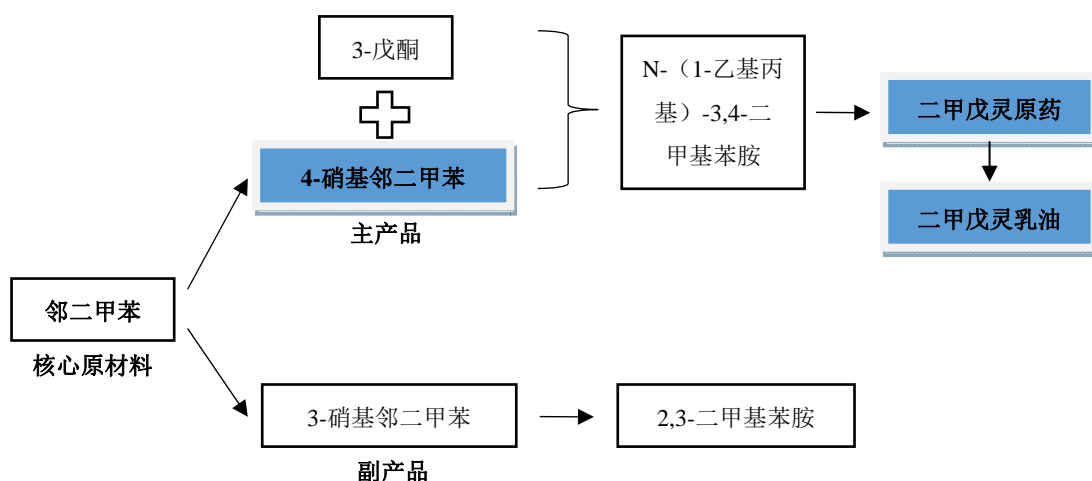 3-戊酮
4-硝基邻二甲苯
主产品
N-（1-乙基丙
基）-3,4-二
甲基苯胺
二甲戊灵原药
二甲戊灵乳油
邻二甲苯
核心原材料
3-硝基邻二甲苯
副产品
2,3-二甲基苯胺